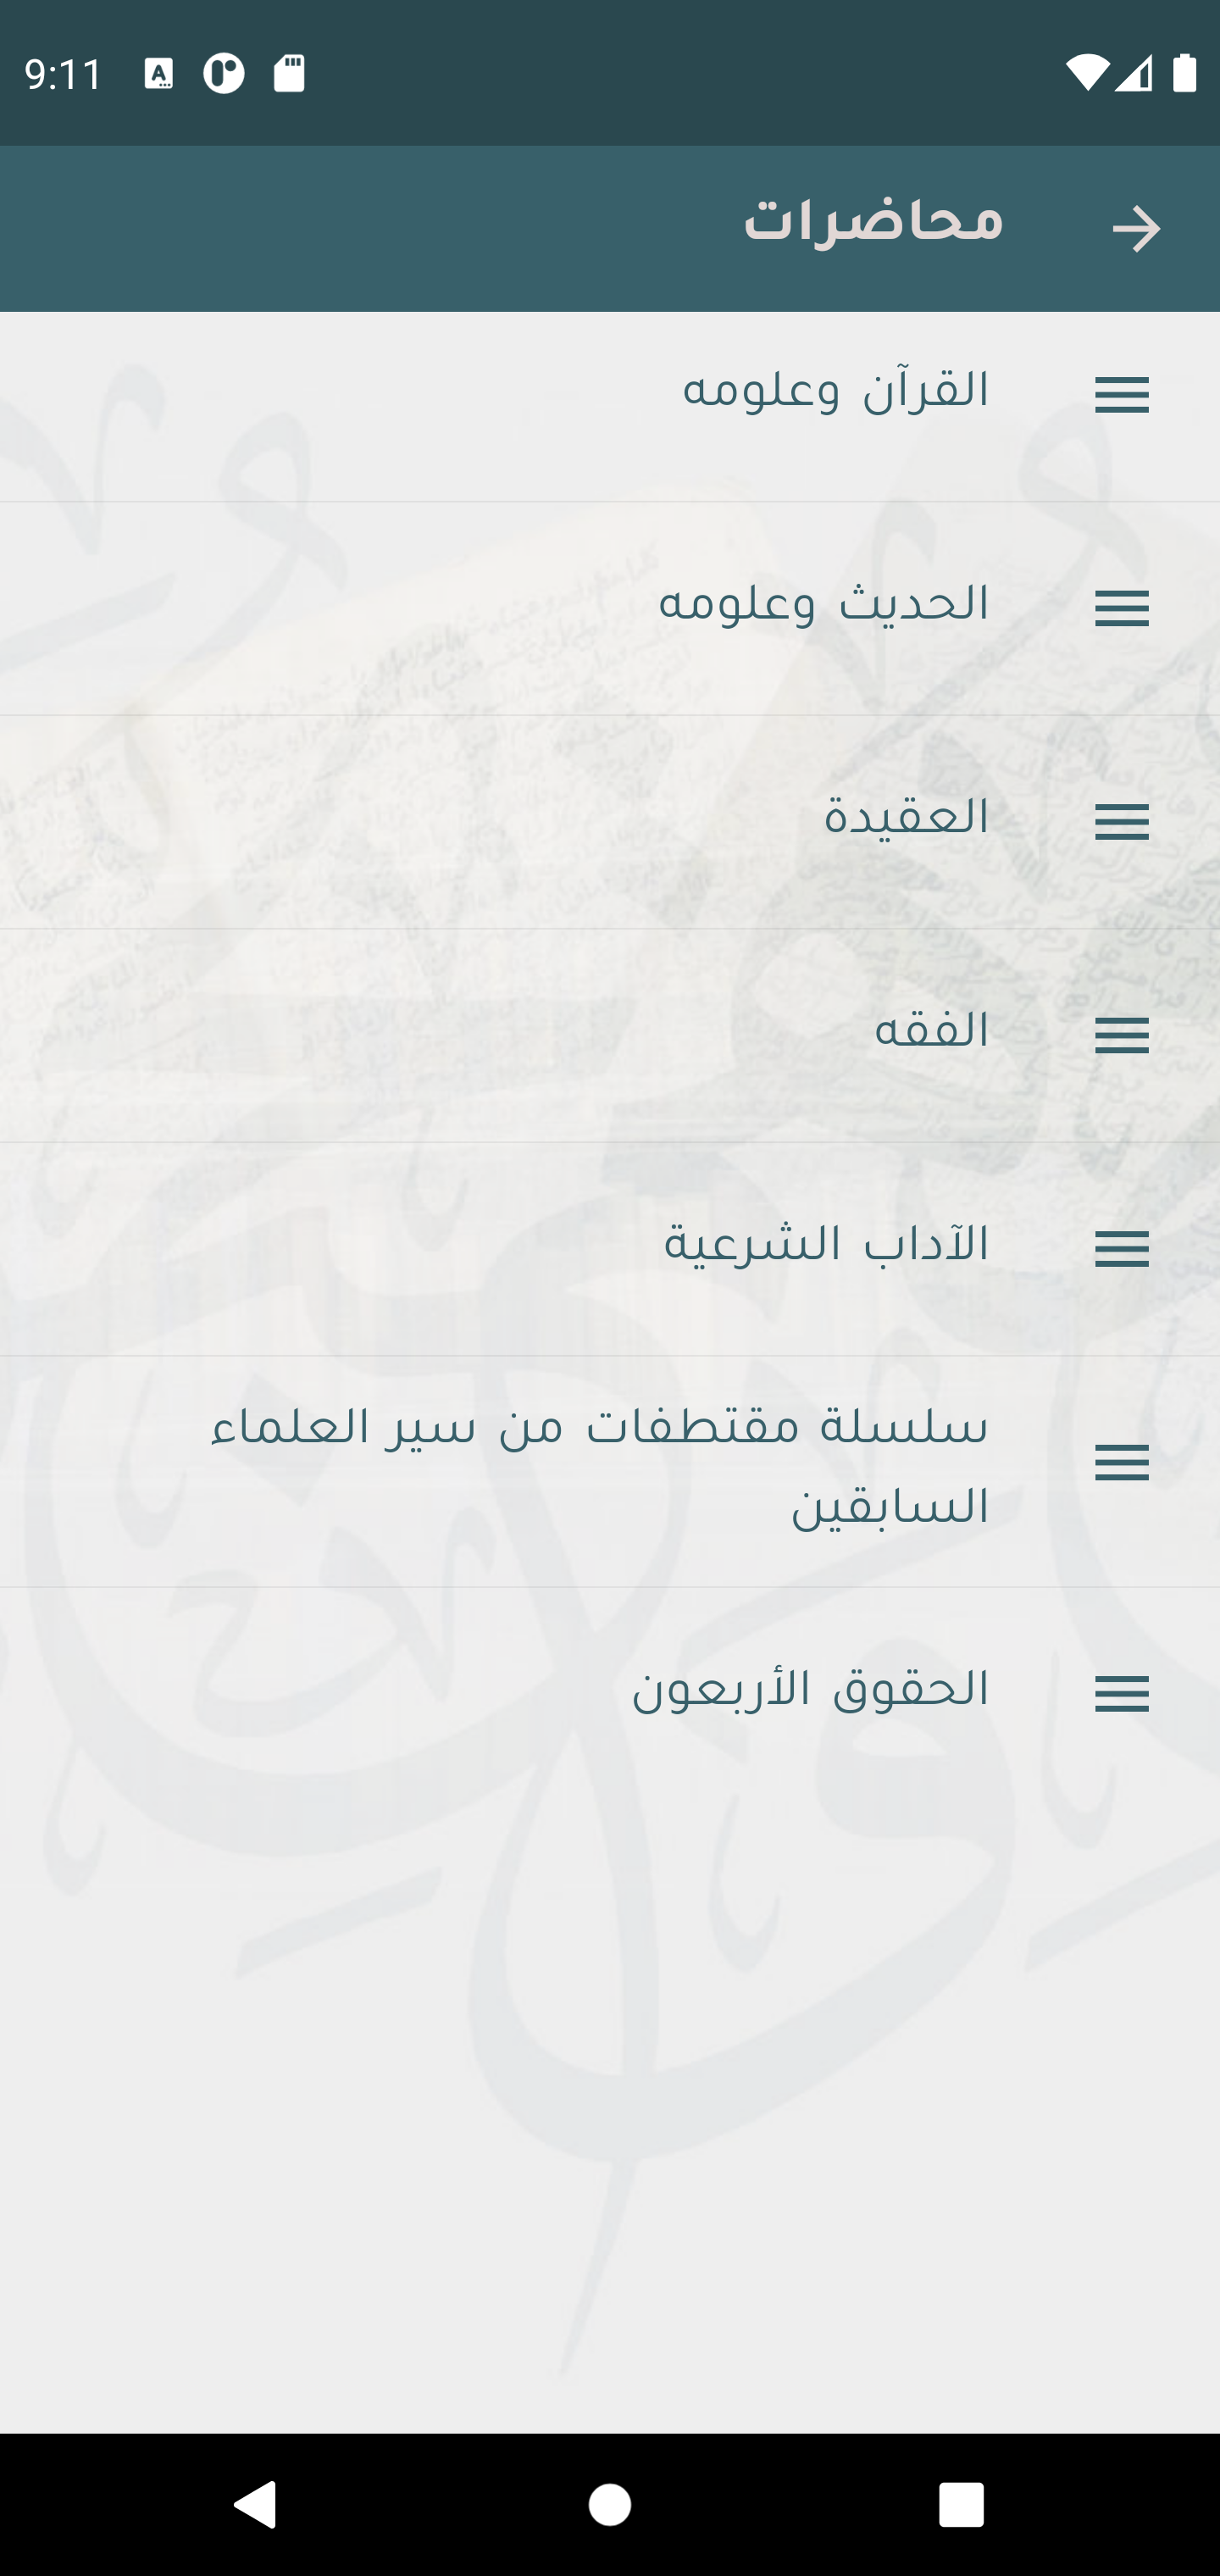 9:11
محاضرات
القرآن وعلومه
الحديث وعلومه
العقيدة
الفقه
الآداب الشرعية
سلسلة مقتطفات من سير العلماء
السابقين
الحقوق الأربعون